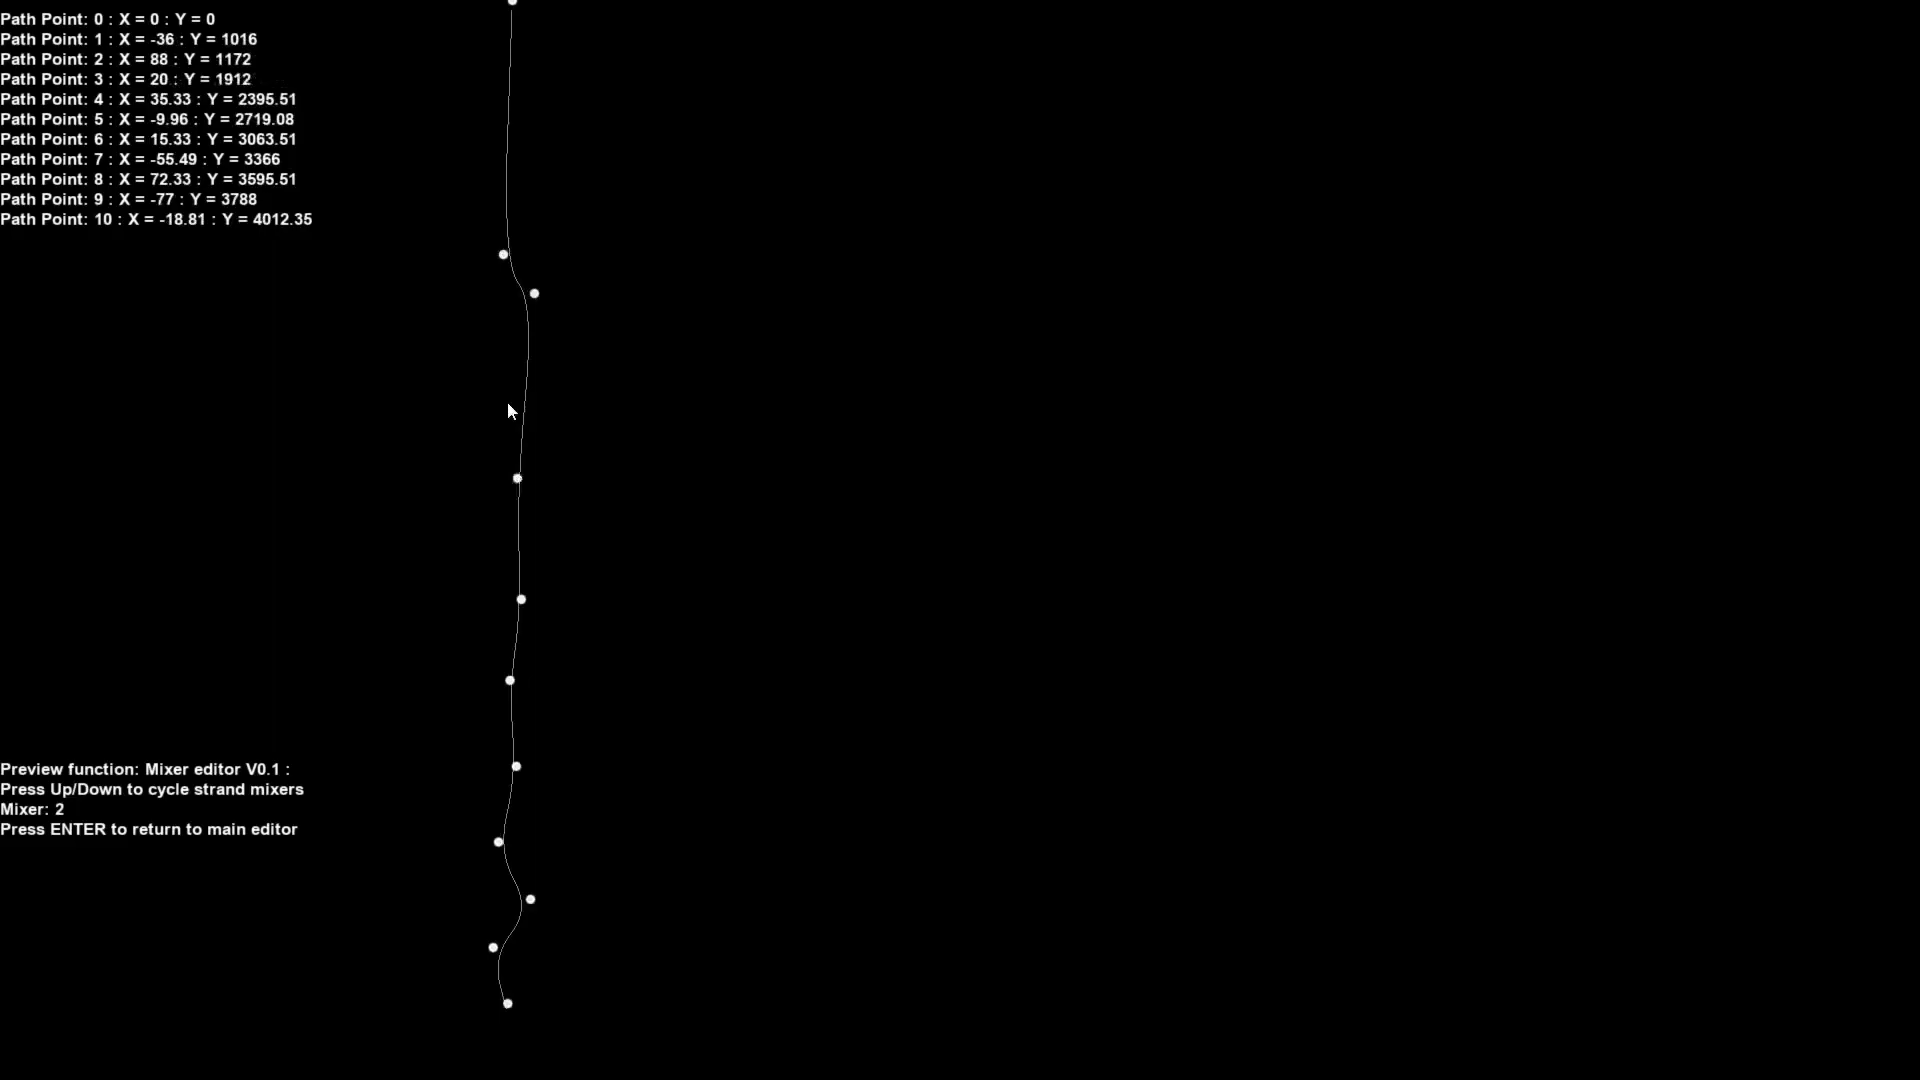 Path Point: 0 : X = 0 : Y = 0
Path Point: 1 : X = -36 : Y = 1016
Path Point: 2 : X = 88 : Y = 1172
Path Point: 3 : X = 20 : Y = 1912
Path Point: 4 : X = 35.33 : Y = 2395.51
Path Point: 5 : X = -9.96 : Y = 2719.08
Path Point: 6 : X = 15.33 : Y = 3063.51
Path Point: 7 : X = -55.49 : Y = 3366
Path Point: 8 : X = 72.33 : Y = 3595.51
Path Point: 9 : X = -77 : Y = 3788
Path Point: 10 : X = -18.81 : Y = 4012.35
Preview function: Mixer editor V0.1 :
Press Up/Down to cycle strand mixers
Mixer: 2
Press ENTER to return to main editor